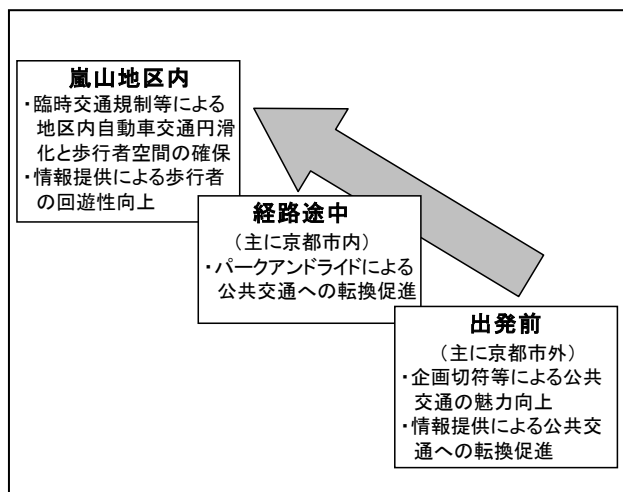 嵐山地区内
・臨時交通規制等による
地区内自動車交通円滑
化と歩行者空間の確保
・情報提供による歩行者
の回遊性向上
経路途中
（主に京都市内）
・パークアンドライドによる
公共交通への転換促進
出発前
（主に京都市外）
・企画切符等による公共
交通の魅力向上
・情報提供による公共交
通への転換促進